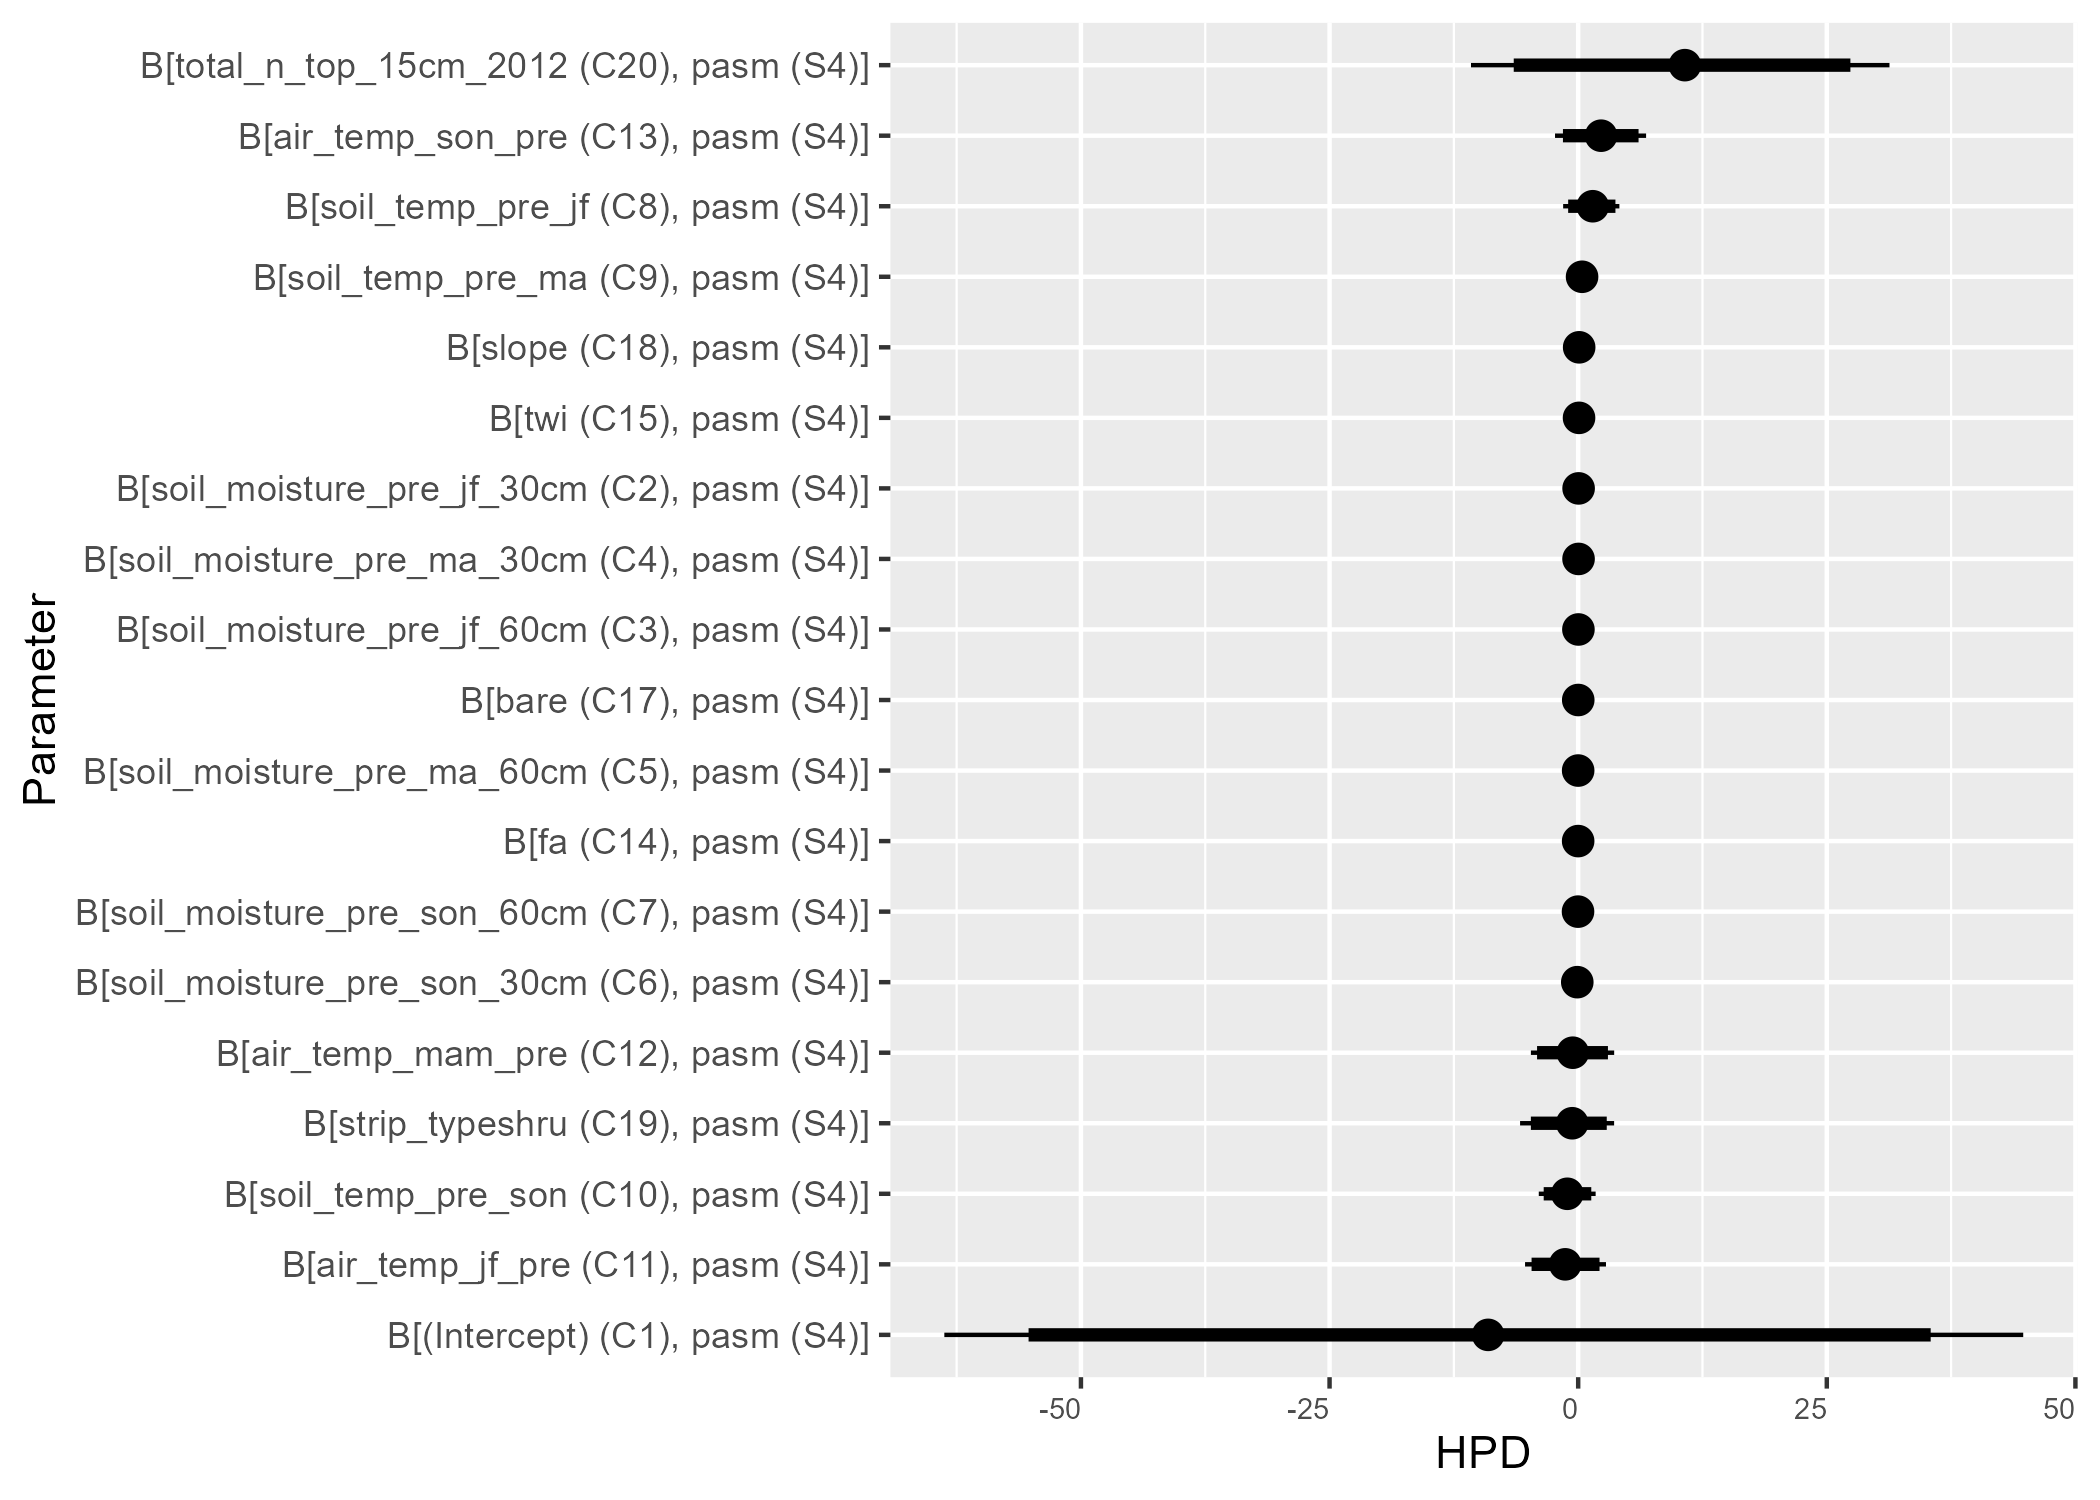 B[total_n_top_15cm_2012 (C20), pasm (S4)]
B[air_temp_son_pre (C13), pasm (S4)]
B[soil_temp_pre_jf (C8), pasm (S4)]
B[soil_temp_pre_ma (C9), pasm (S4)]
B[slope (C18), pasm (S4)]
B[twi (C15), pasm (S4)]
B[soil_moisture_pre_jf_30cm (C2), pasm (S4)]
B[soil_moisture_pre_ma_30cm (C4), pasm (S4)]
B[soil_moisture_pre_jf_60cm (C3), pasm (S4)]
B[bare (C17), pasm (S4)]
B[soil_moisture_pre_ma_60cm (C5), pasm (S4)]
B[fa (C14), pasm (S4)]
B[soil_moisture_pre_son_60cm (C7), pasm (S4)]
B[soil_moisture_pre_son_30cm (C6), pasm (S4)]
B[air_temp_mam_pre (C12), pasm (S4)]
B[strip_typeshru (C19), pasm (S4)]
B[soil_temp_pre_son (C10), pasm (S4)]
B[air_temp_jf_pre (C11), pasm (S4)]
B[(Intercept) (C1), pasm (S4)]
Parameter
-50 -25 0 25 50
HPD